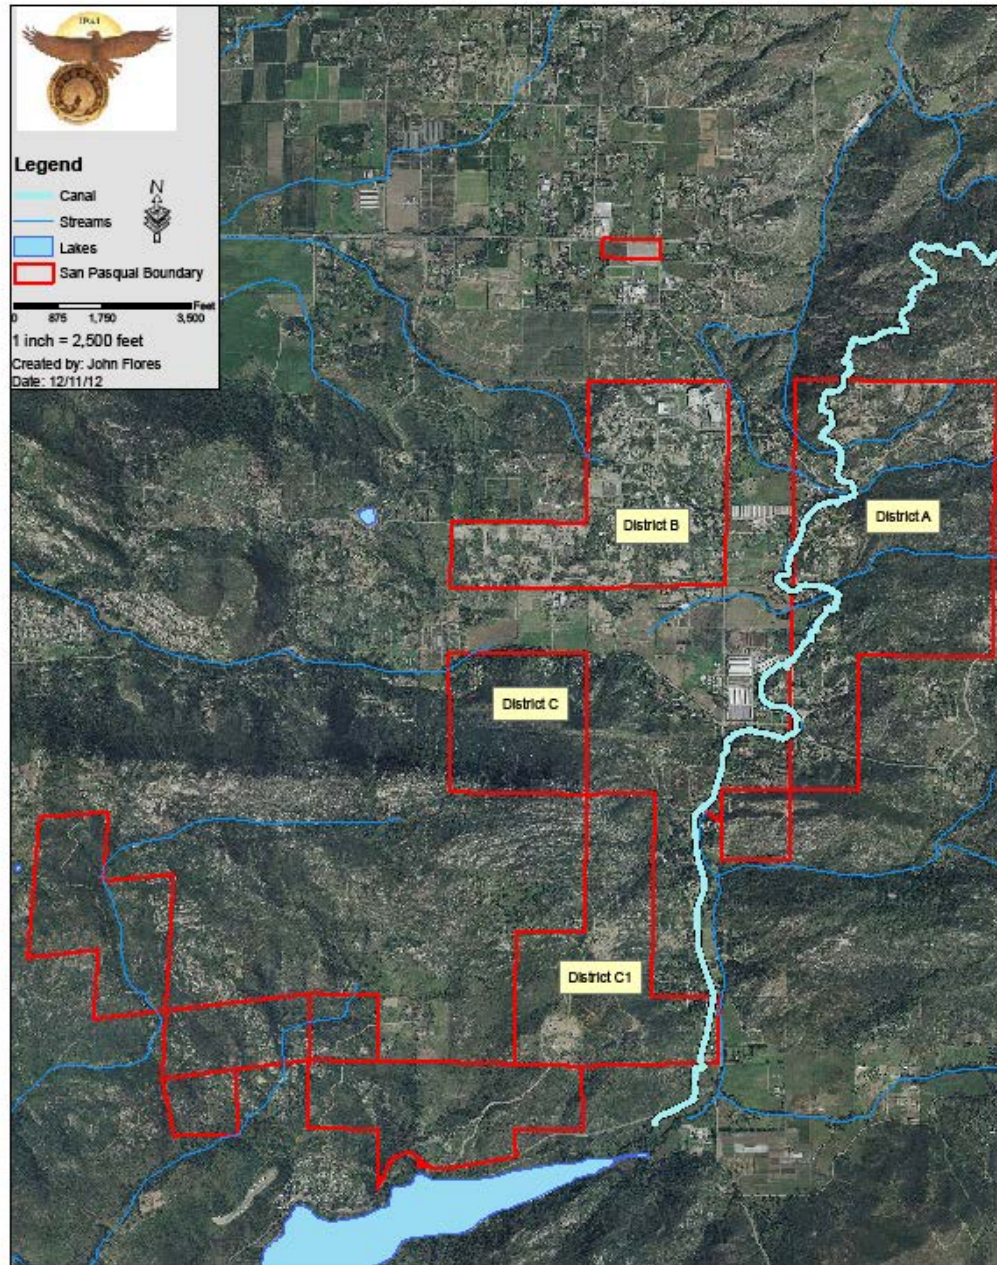 IPAI
Legend
Canal
N
Streams
Lakes
San Pasqual Boundary
Feet
0 875 1,750 3,500
1 inch = 2,500 feet
Created by: John Flores
Date: 12/11/12
District B
District A
District C
District C1